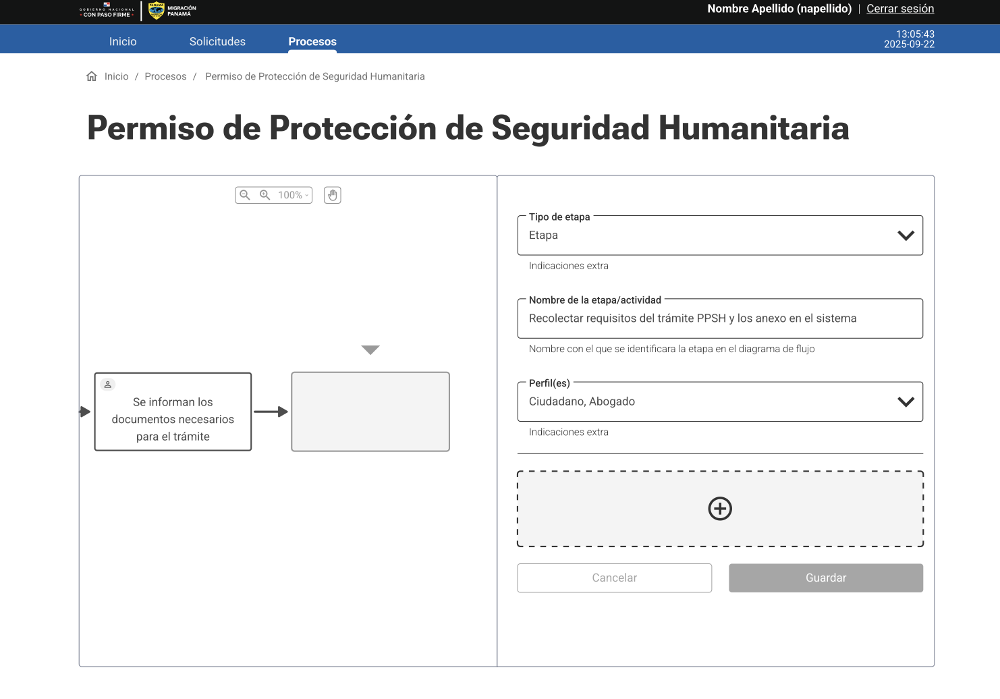 GOBIERNO NACIONAL
• CON PASO FIRME •
PANAMÁ
MIGRACIÓN
PANAMÁ
Nombre Apellido (napellido) | Cerrar sesión
Inicio Solicitudes Procesos
13:05:43
2025-09-22
Inicio / Procesos / Permiso de Protección de Seguridad Humanitaria
Permiso de Protección de Seguridad Humanitaria
100%
Se informan los
documentos necesarios
para el trámite
Tipo de etapa
Etapa
Indicaciones extra
Nombre de la etapa/actividad
Recolectar requisitos del trámite PPSH y los anexo en el sistema
Nombre con el que se identificara la etapa en el diagrama de flujo
Perfil(es)
Ciudadano, Abogado
Indicaciones extra
Cancelar
Guardar